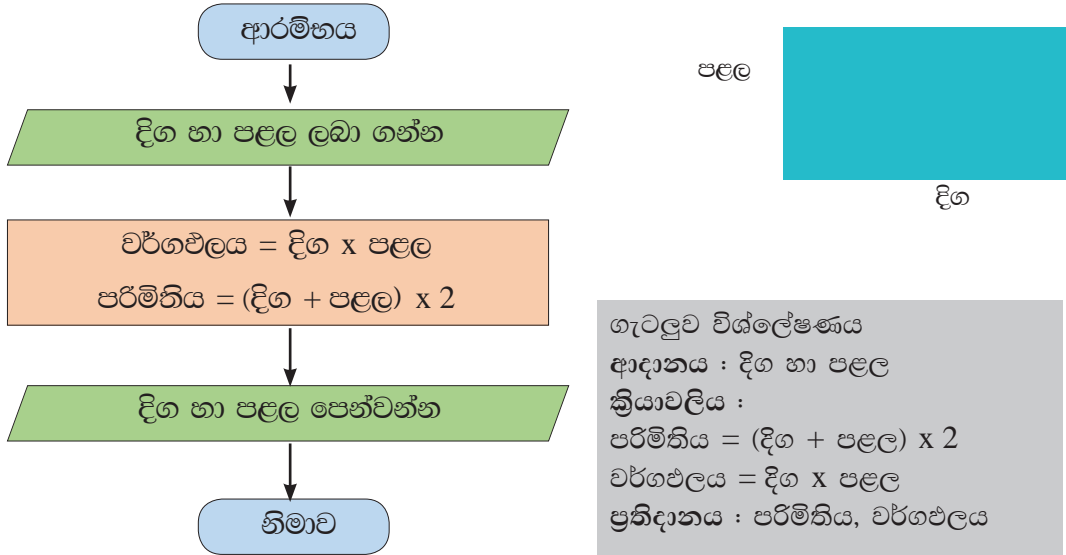 ආරම්භය
දිග හා පළල ලබා ගන්න
වර්ගඵලය = දිග x පළල
පරිමිතිය = (දිග + පළල) x 2
දිග හා පළල පෙන්වන්න
නිමාව
පළල
දිග
ගැටලුව විශ්ලේෂණය
ආදානය : දිග හා පළල
ක්‍රියාවලිය :
පරිමිතිය = (දිග + පළල) x 2
වර්ගඵලය = දිග x පළල
ප්‍රතිදානය : පරිමිතිය, වර්ගඵලය